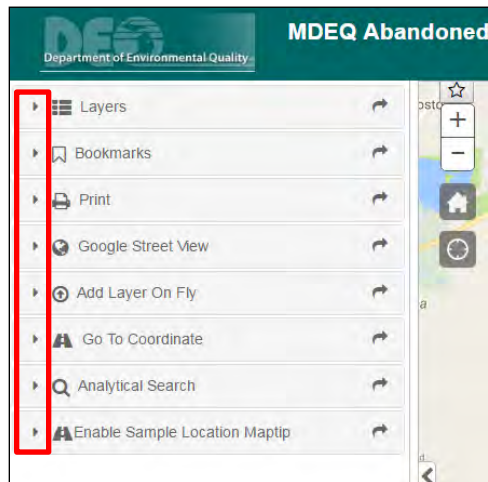 DEQ
Department of Environmental Quality
MDEQ Abandoned
Layers
Bookmarks
Print
Google Street View
Add Layer On Fly
Go To Coordinate
Analytical Search
Enable Sample Location Maptip
+
−
a